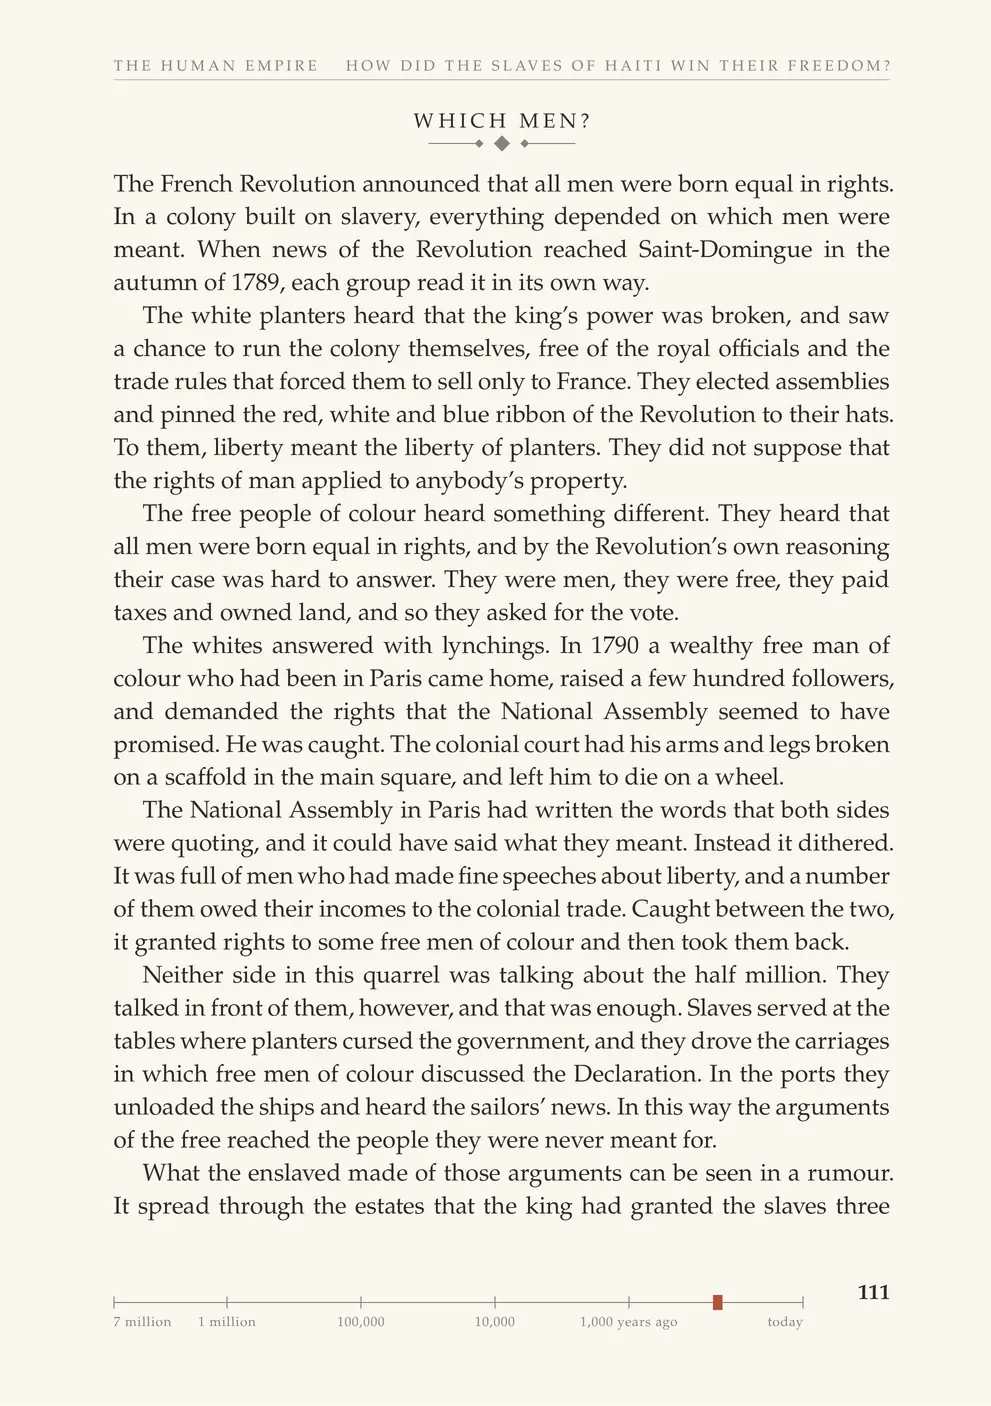 THE HUMAN EMPIRE HOW DID THE SLAVES OF HAITI WIN THEIR FREEDOM?
WHICH MEN?
The French Revolution announced that all men were born equal in rights.
In a colony built on slavery, everything depended on which men were
meant. When news of the Revolution reached Saint-Domingue in the
autumn of 1789, each group read it in its own way.
The white planters heard that the king’s power was broken, and saw
a chance to run the colony themselves, free of the royal officials and the
trade rules that forced them to sell only to France. They elected assemblies
and pinned the red, white and blue ribbon of the Revolution to their hats.
To them, liberty meant the liberty of planters. They did not suppose that
the rights of man applied to anybody’s property.
The free people of colour heard something different. They heard that
all men were born equal in rights, and by the Revolution’s own reasoning
their case was hard to answer. They were men, they were free, they paid
taxes and owned land, and so they asked for the vote.
The whites answered with lynchings. In 1790 a wealthy free man of
colour who had been in Paris came home, raised a few hundred followers,
and demanded the rights that the National Assembly seemed to have
promised. He was caught. The colonial court had his arms and legs broken
on a scaffold in the main square, and left him to die on a wheel.
The National Assembly in Paris had written the words that both sides
were quoting, and it could have said what they meant. Instead it dithered.
It was full of men who had made fine speeches about liberty, and a number
of them owed their incomes to the colonial trade. Caught between the two,
it granted rights to some free men of colour and then took them back.
Neither side in this quarrel was talking about the half million. They
talked in front of them, however, and that was enough. Slaves served at the
tables where planters cursed the government, and they drove the carriages
in which free men of colour discussed the Declaration. In the ports they
unloaded the ships and heard the sailors’ news. In this way the arguments
of the free reached the people they were never meant for.
What the enslaved made of those arguments can be seen in a rumour.
It spread through the estates that the king had granted the slaves three
111
7 million 1 million 100,000 10,000 1,000 years ago today